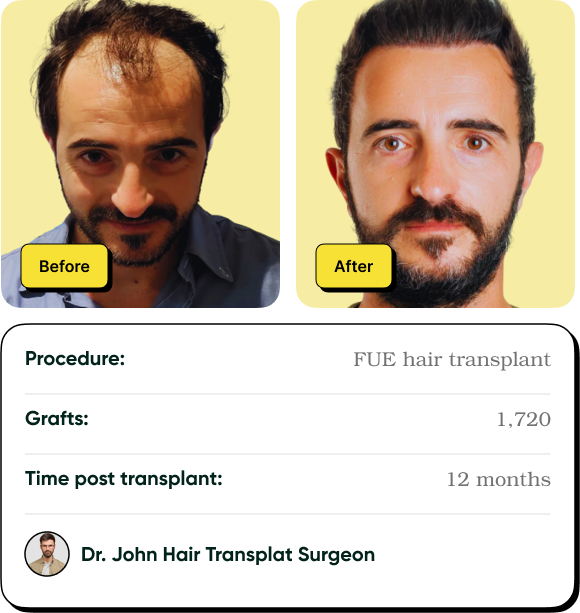 Before
After
Procedure:
FUE hair transplant
Grafts:
1,720
Time post transplant:
12 months
Dr. John Hair Transplat Surgeon